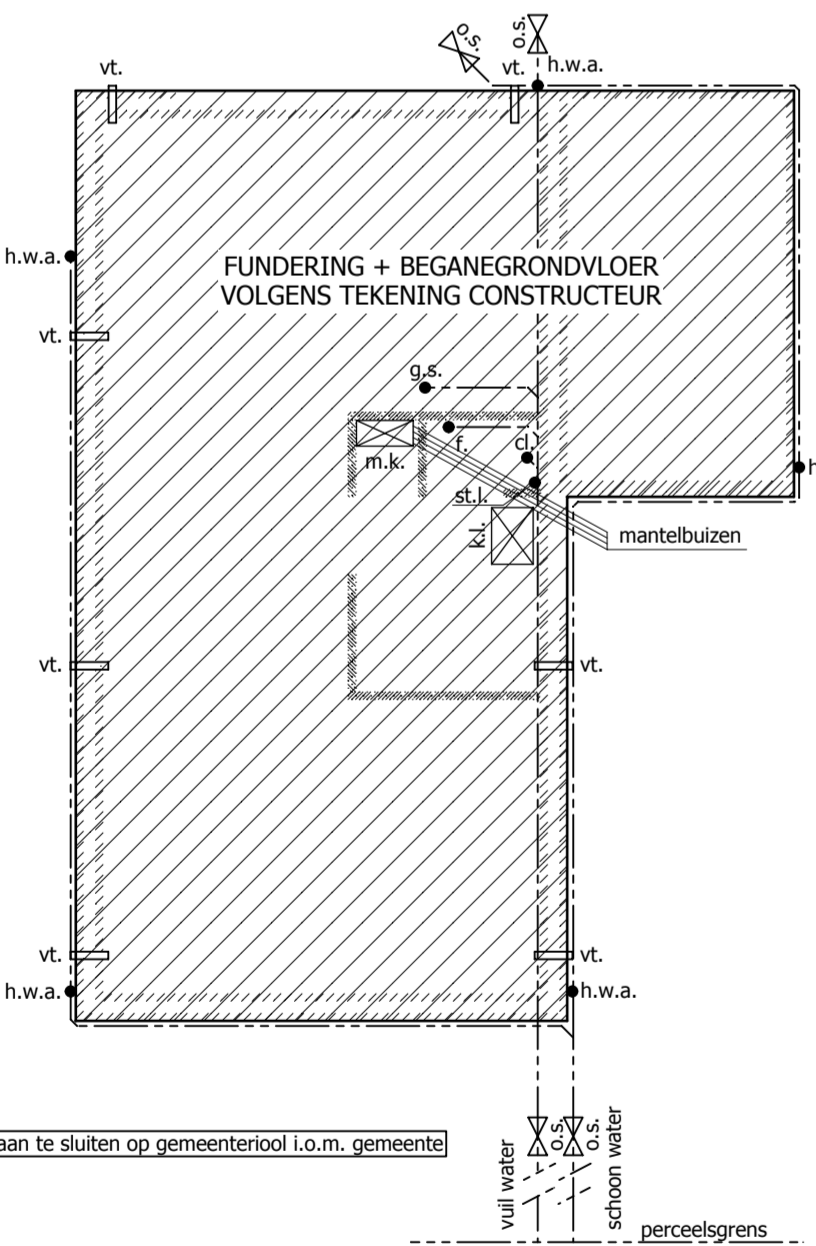 o.s.
o.s.
vt.
vt.
h.w.a.
h.w.a.
FUNDERING + BEGANEGRONDVLOER
VOLGENS TEKENING CONSTRUCTEUR
vt.
g.s.
f.
cl.
m.k.
h
st.l.
k.l.
mantelbuizen
vt.
vt.
vt.
vt.
h.w.a.
h.w.a.
aan te sluiten op gemeenteriool i.o.m. gemeente
o.s.
o.s.
vuil water
schoon water
perceelsgrens